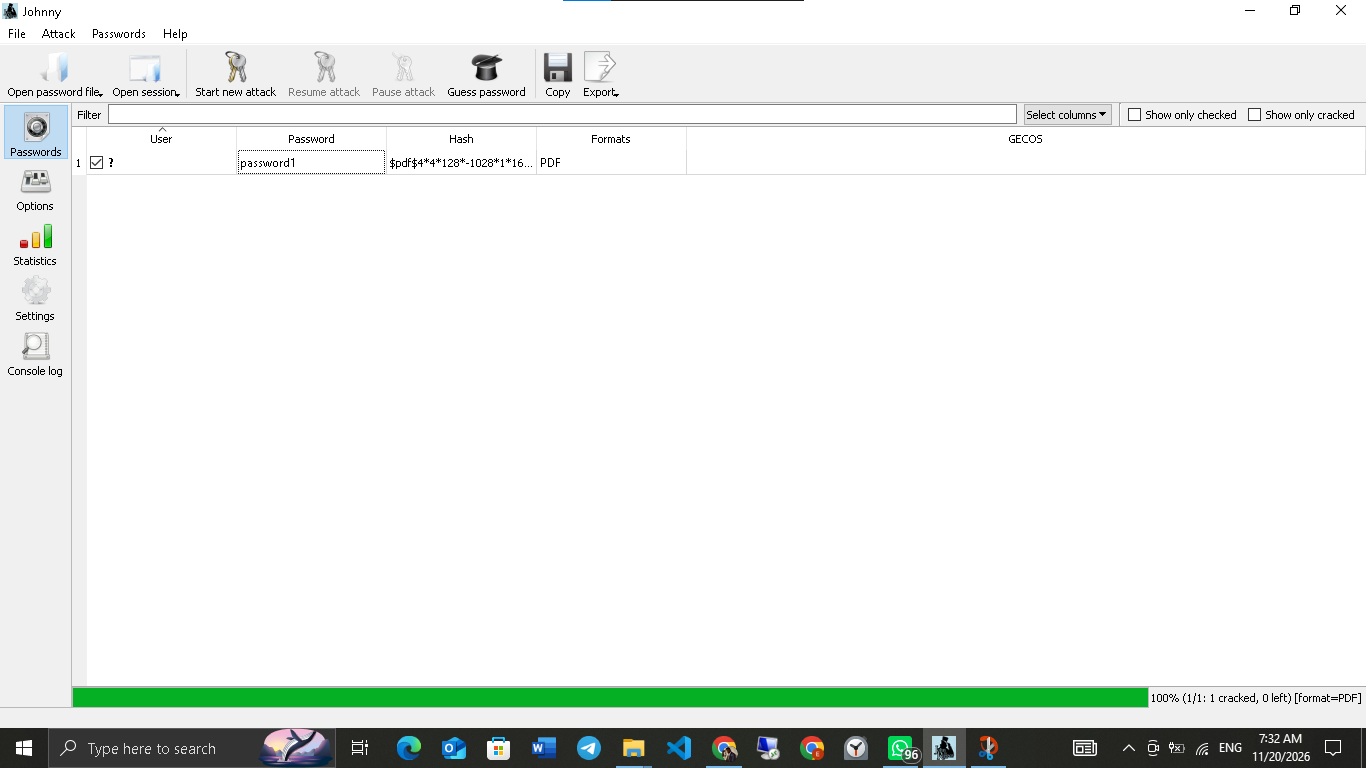 Johnny
File Attack Passwords Help
Open password file Open session Start new attack Resume attack Pause attack Guess password Copy Export
Filter Select columns Show only checked Show only cracked
Passwords
Options
Statistics
Settings
Console log
User Password Hash Formats GECOS
1 ? password1 $pdf$4*4*128*-1028*1*16... PDF
100% (1/1: 1 cracked, 0 left) [format=PDF]
Type here to search
96
ENG
7:32 AM
11/20/2026